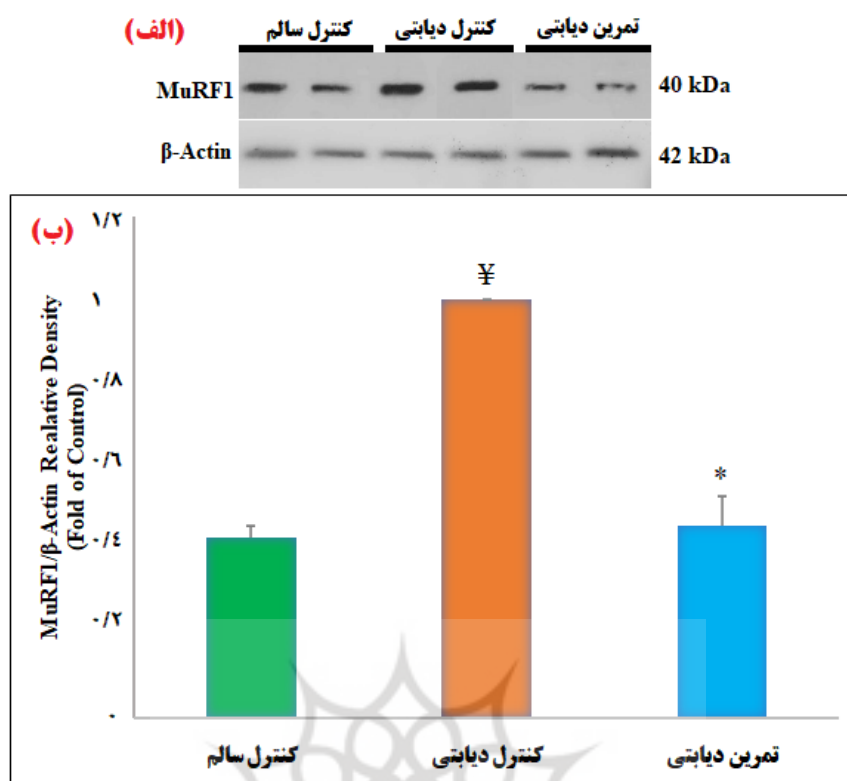 (الف)
کنترل سالم کنترل دیابتی تمرین دیابتی
MuRF1 40 kDa
β-Actin 42 kDa
(ب)
MuRF1/β-Actin Realative Density
(Fold of Control)
۱/۲
۱
۰/۸
۰/۶
۰/۴
۰/۲
۰
¥
*
کنترل سالم کنترل دیابتی تمرین دیابتی